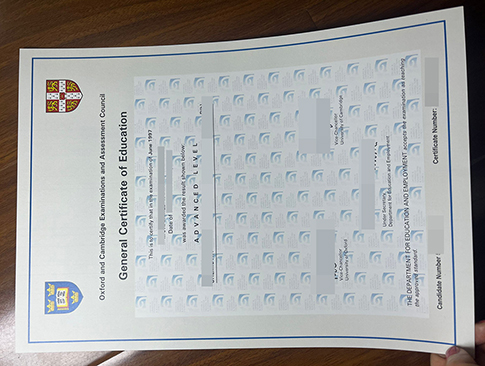 Oxford and Cambridge Examinations and Assessment Council
General Certificate of Education
This is to certify that in the examination of June 1997
Date of
was awarded the result shown below
ADVANCED LEVEL
Vice Chancellor
University of Oxford
Vice Chancellor
University of Cambridge
Under Secretary
Department for Education and Employment
THE DEPARTMENT FOR EDUCATION AND EMPLOYMENT accepts the examination as reaching
the approved standard.
Candidate Number
Certificate Number: